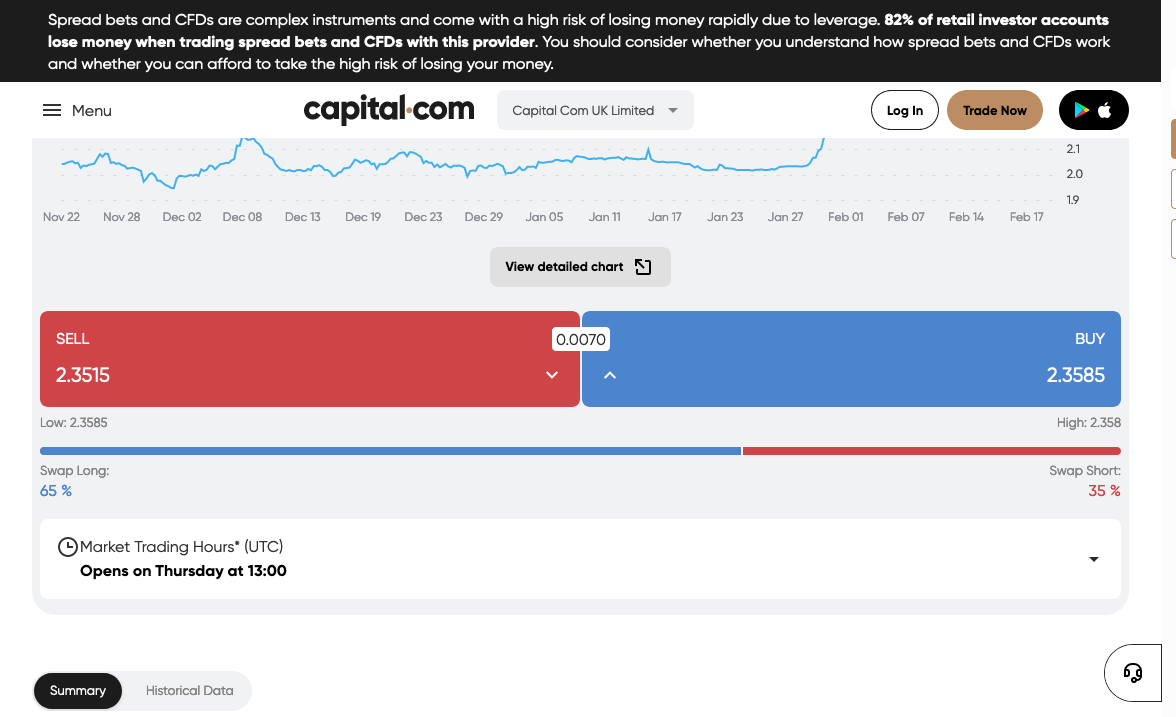 Spread bets and CFDs are complex instruments and come with a high risk of losing money rapidly due to leverage. 82% of retail investor accounts
lose money when trading spread bets and CFDs with this provider. You should consider whether you understand how spread bets and CFDs work
and whether you can afford to take the high risk of losing your money.
Menu
capital.com
Capital Com UK Limited
Log In
Trade Now
2.1
2.0
1.9
Nov 22 Nov 28 Dec 02 Dec 08 Dec 13 Dec 19 Dec 23 Dec 29 Jan 05 Jan 11 Jan 17 Jan 23 Jan 27 Feb 01 Feb 07 Feb 14 Feb 17
View detailed chart
SELL
0.0070
BUY
2.3515
2.3585
Low: 2.3585
High: 2.358
Swap Long:
Swap Short:
65 %
35 %
Market Trading Hours* (UTC)
Opens on Thursday at 13:00
Summary
Historical Data